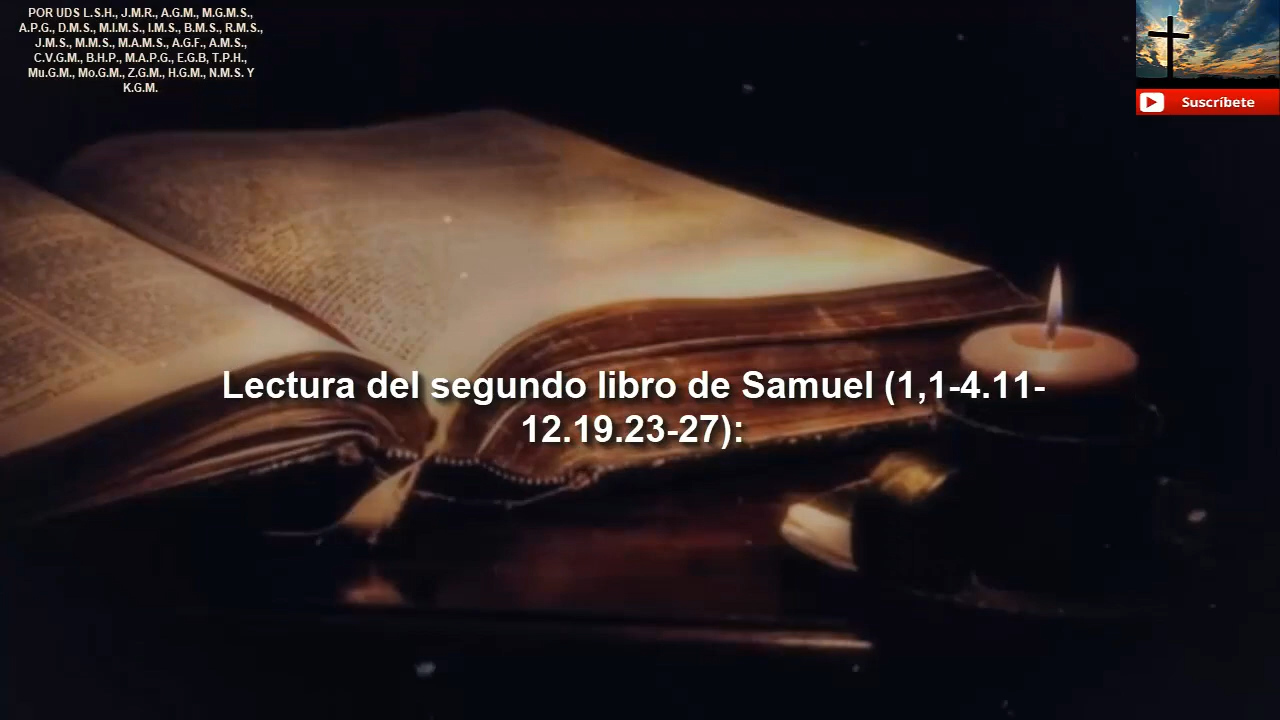 POR UDS L.S.H., J.M.R., A.G.M., M.G.M.S.,
A.P.G., D.M.S., M.I.M.S., I.M.S., B.M.S., R.M.S.,
J.M.S., M.M.S., M.A.M.S., A.G.F., A.M.S.,
C.V.G.M., B.H.P., M.A.P.G., E.G.B, T.P.H.,
Mu.G.M., Mo.G.M., Z.G.M., H.G.M., N.M.S. Y
K.G.M.
Suscríbete
Lectura del segundo libro de Samuel (1,1-4.11-
12.19.23-27):